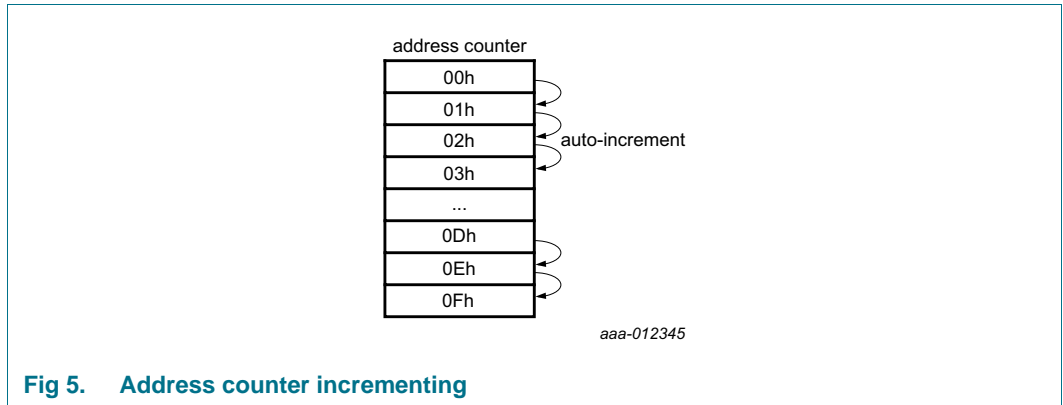 address counter
00h
01h
02h
auto-increment
03h
...
0Dh
0Eh
0Fh
aaa-012345
Fig 5. Address counter incrementing